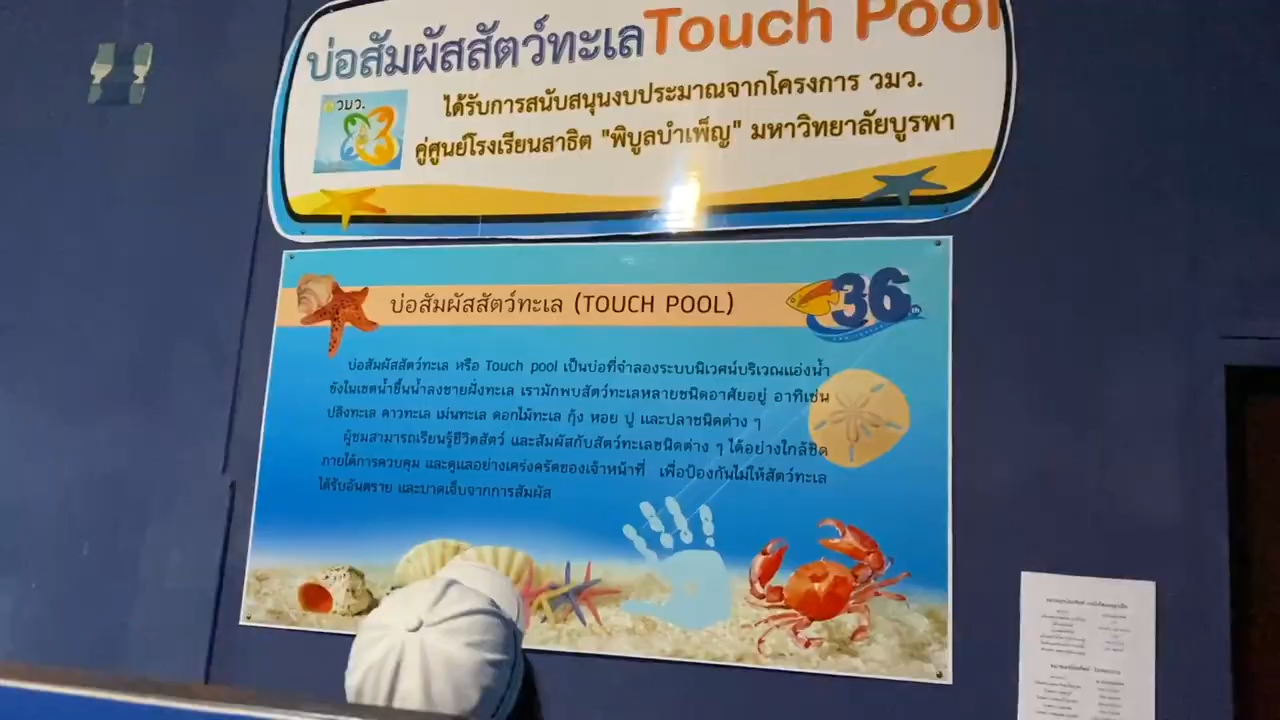 บ่อสัมผัสสัตว์ทะเล Touch Pool
วมว.
ได้รับการสนับสนุนงบประมาณจากโครงการ วมว.
คู่ศูนย์โรงเรียนสาธิต "พิบูลบำเพ็ญ" มหาวิทยาลัยบูรพา
บ่อสัมผัสสัตว์ทะเล (TOUCH POOL)
36th
บ่อสัมผัสสัตว์ทะเล หรือ Touch pool เป็นบ่อที่จำลองระบบนิเวศน์บริเวณแอ่งน้ำ
ขังในเขตน้ำขึ้นน้ำลงชายฝั่งทะเล เรามักพบสัตว์ทะเลหลายชนิดอาศัยอยู่ อาทิเช่น
ปลิงทะเล ดาวทะเล เม่นทะเล ดอกไม้ทะเล กุ้ง หอย ปู และปลาชนิดต่าง ๆ
ผู้ชมสามารถเรียนรู้ชีวิตสัตว์ และสัมผัสกับสัตว์ทะเลชนิดต่าง ๆ ได้อย่างใกล้ชิด
ภายใต้การควบคุม และดูแลอย่างเคร่งครัดของเจ้าหน้าที่ เพื่อป้องกันไม่ให้สัตว์ทะเล
ได้รับอันตราย และบาดเจ็บจากการสัมผัส